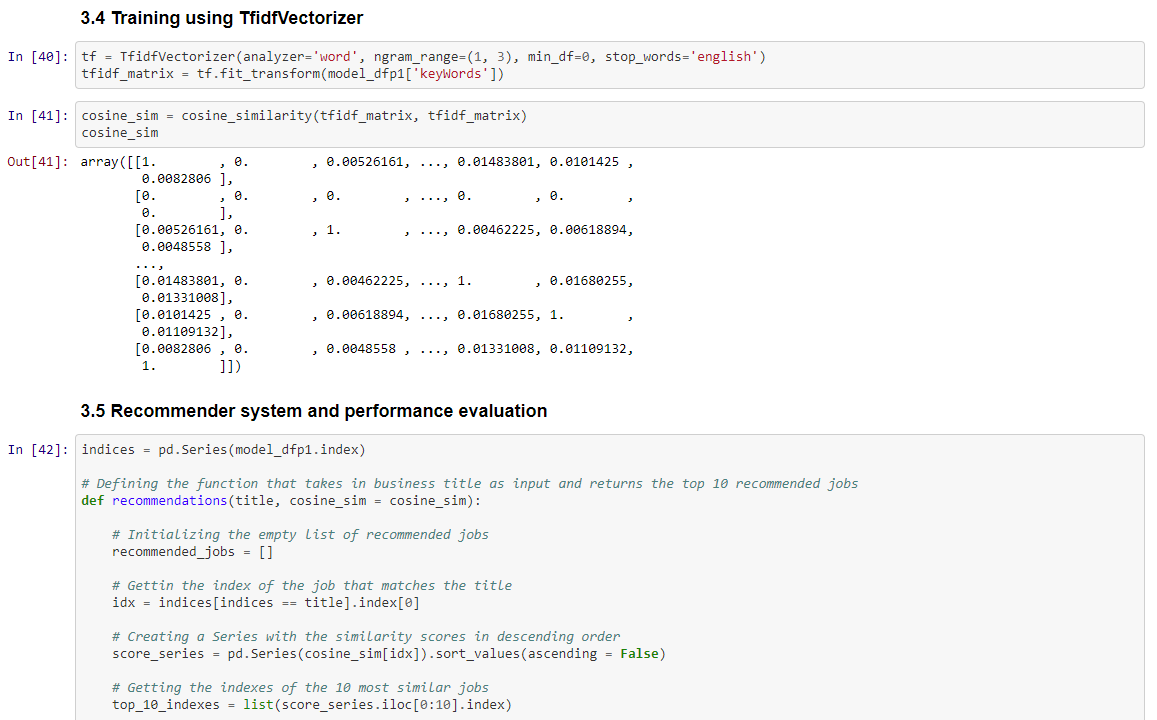 3.4 Training using TfidfVectorizer
In [40]: tf = TfidfVectorizer(analyzer='word', ngram_range=(1, 3), min_df=0, stop_words='english')
tfidf_matrix = tf.fit_transform(model_dfp1['keyWords'])
In [41]: cosine_sim = cosine_similarity(tfidf_matrix, tfidf_matrix)
cosine_sim
Out[41]: array([[1.        , 0.        , 0.00526161, ..., 0.01483801, 0.0101425 ,
        0.0082806 ],
       [0.        , 0.        , 0.        , ..., 0.        , 0.        ,
        0.        ],
       [0.00526161, 0.        , 1.        , ..., 0.00462225, 0.00618894,
        0.0048558 ],
       ...,
       [0.01483801, 0.        , 0.00462225, ..., 1.        , 0.01680255,
        0.01331008],
       [0.0101425 , 0.        , 0.00618894, ..., 0.01680255, 1.        ,
        0.01109132],
       [0.0082806 , 0.        , 0.0048558 , ..., 0.01331008, 0.01109132,
        1.        ]])
3.5 Recommender system and performance evaluation
In [42]: indices = pd.Series(model_dfp1.index)
# Defining the function that takes in business title as input and returns the top 10 recommended jobs
def recommendations(title, cosine_sim = cosine_sim):
    # Initializing the empty list of recommended jobs
    recommended_jobs = []
    # Gettin the index of the job that matches the title
    idx = indices[indices == title].index[0]
    # Creating a Series with the similarity scores in descending order
    score_series = pd.Series(cosine_sim[idx]).sort_values(ascending = False)
    # Getting the indexes of the 10 most similar jobs
    top_10_indexes = list(score_series.iloc[0:10].index)